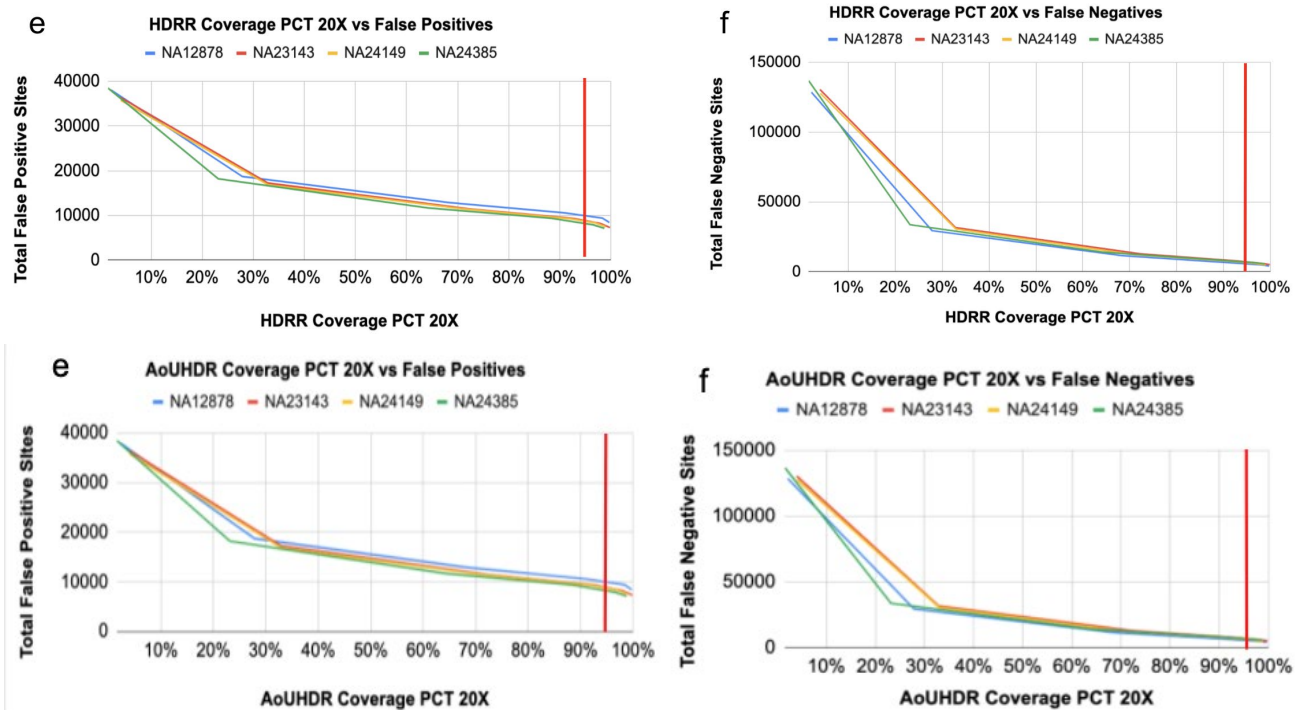 e
HDRR Coverage PCT 20X vs False Positives
NA12878 NA23143 NA24149 NA24385
Total False Positive SItes
40000
30000
20000
10000
0
10% 20% 30% 40% 50% 60% 70% 80% 90% 100%
HDRR Coverage PCT 20X
f
HDRR Coverage PCT 20X vs False Negatives
NA12878 NA23143 NA24149 NA24385
Total False Negative Sites
150000
100000
50000
0
10% 20% 30% 40% 50% 60% 70% 80% 90% 100%
HDRR Coverage PCT 20X
e
AoUHDR Coverage PCT 20X vs False Positives
NA12878 NA23143 NA24149 NA24385
Total False Positive SItes
40000
30000
20000
10000
0
10% 20% 30% 40% 50% 60% 70% 80% 90% 100%
AoUHDR Coverage PCT 20X
f
AoUHDR Coverage PCT 20X vs False Negatives
NA12878 NA23143 NA24149 NA24385
Total False Negative Sites
150000
100000
50000
0
10% 20% 30% 40% 50% 60% 70% 80% 90% 100%
AoUHDR Coverage PCT 20X